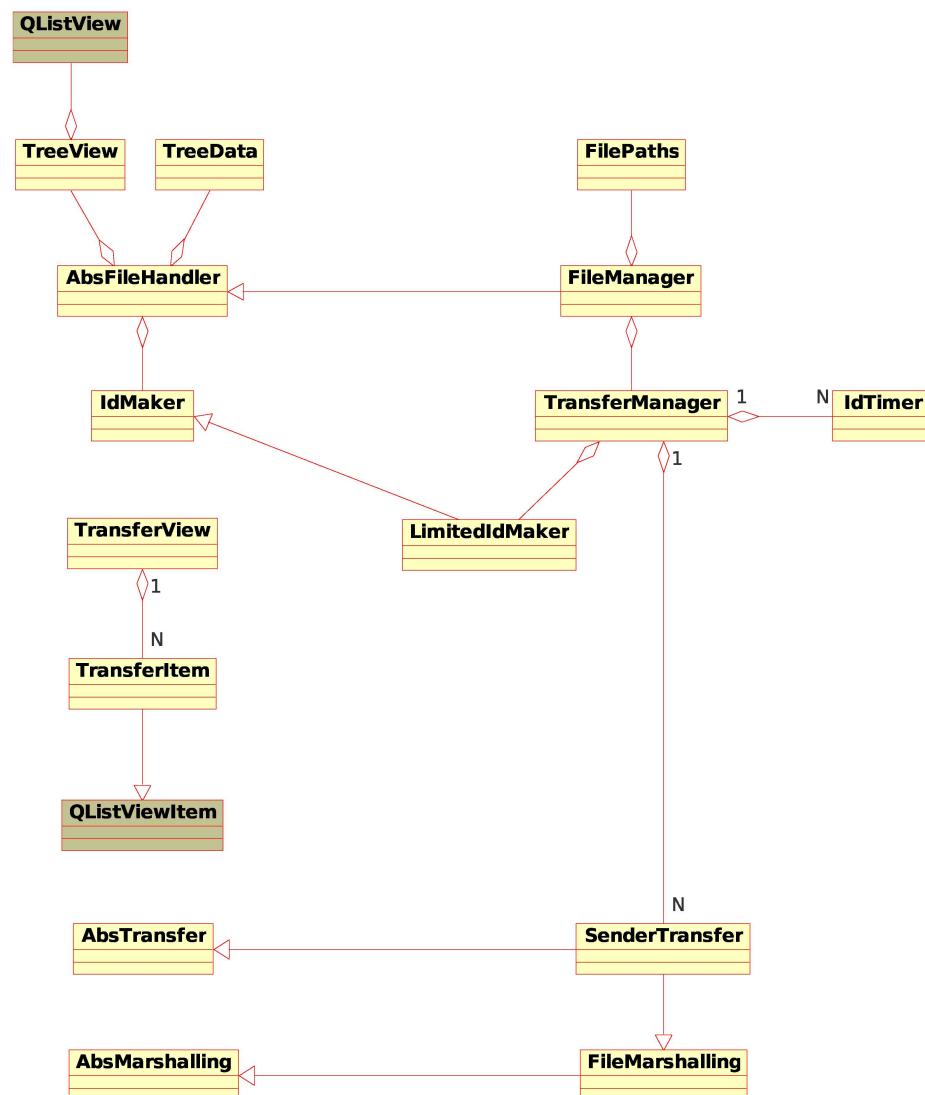 QListView
TreeView
TreeData
FilePaths
AbsFileHandler
FileManager
IdMaker
TransferManager
1
N
IdTimer
1
LimitedIdMaker
TransferView
1
N
TransferItem
QListViewItem
N
AbsTransfer
SenderTransfer
AbsMarshalling
FileMarshalling